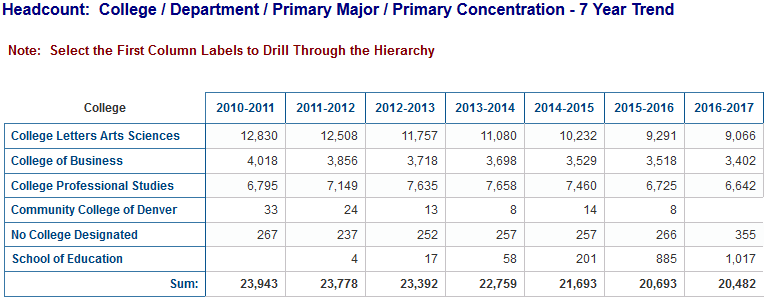 Headcount:  College / Department / Primary Major / Primary Concentration - 7 Year Trend
Note:  Select the First Column Labels to Drill Through the Hierarchy
College 2010-2011 2011-2012 2012-2013 2013-2014 2014-2015 2015-2016 2016-2017
College Letters Arts Sciences 12,830 12,508 11,757 11,080 10,232 9,291 9,066
College of Business 4,018 3,856 3,718 3,698 3,529 3,518 3,402
College Professional Studies 6,795 7,149 7,635 7,658 7,460 6,725 6,642
Community College of Denver 33 24 13 8 14 8
No College Designated 267 237 252 257 257 266 355
School of Education 4 17 58 201 885 1,017
Sum: 23,943 23,778 23,392 22,759 21,693 20,693 20,482